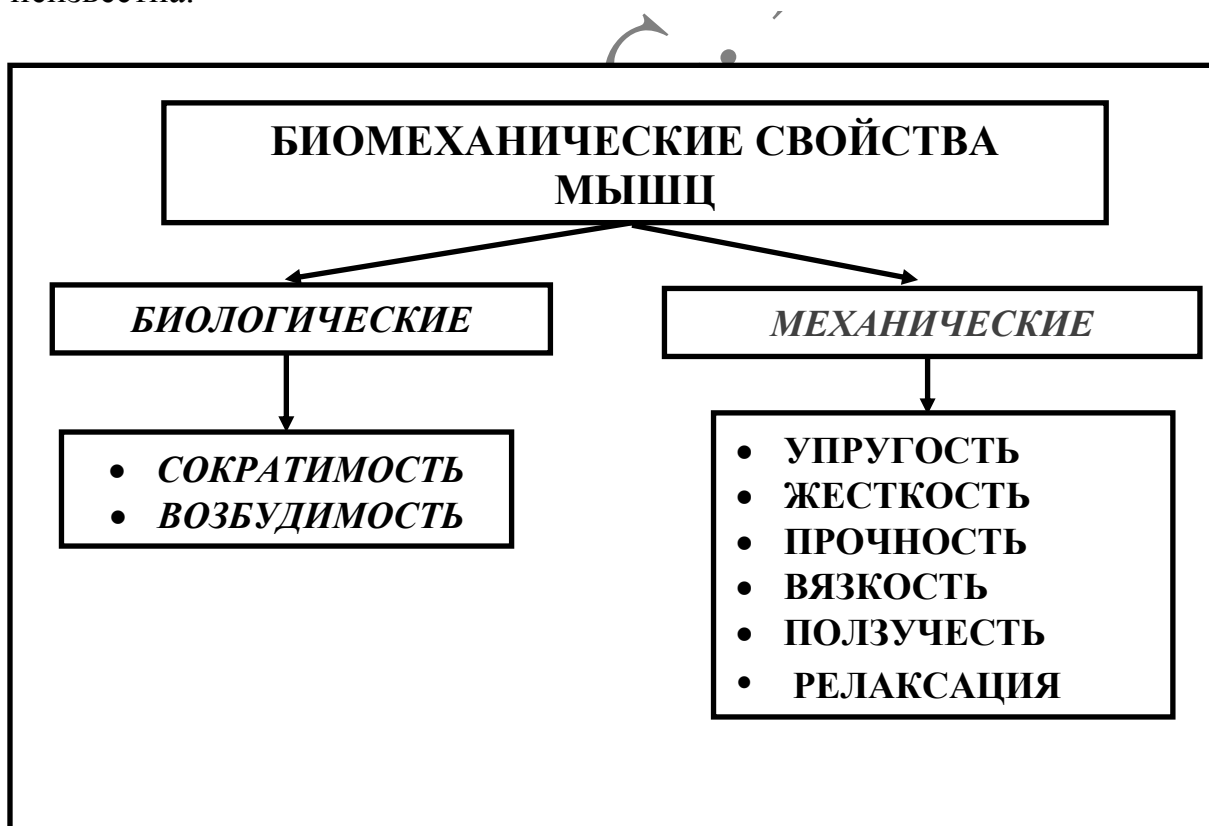 неизвестна.
БИОМЕХАНИЧЕСКИЕ СВОЙСТВА
МЫШЦ
БИОЛОГИЧЕСКИЕ
МЕХАНИЧЕСКИЕ
• СОКРАТИМОСТЬ
• ВОЗБУДИМОСТЬ
• УПРУГОСТЬ
• ЖЕСТКОСТЬ
• ПРОЧНОСТЬ
• ВЯЗКОСТЬ
• ПОЛЗУЧЕСТЬ
• РЕЛАКСАЦИЯ